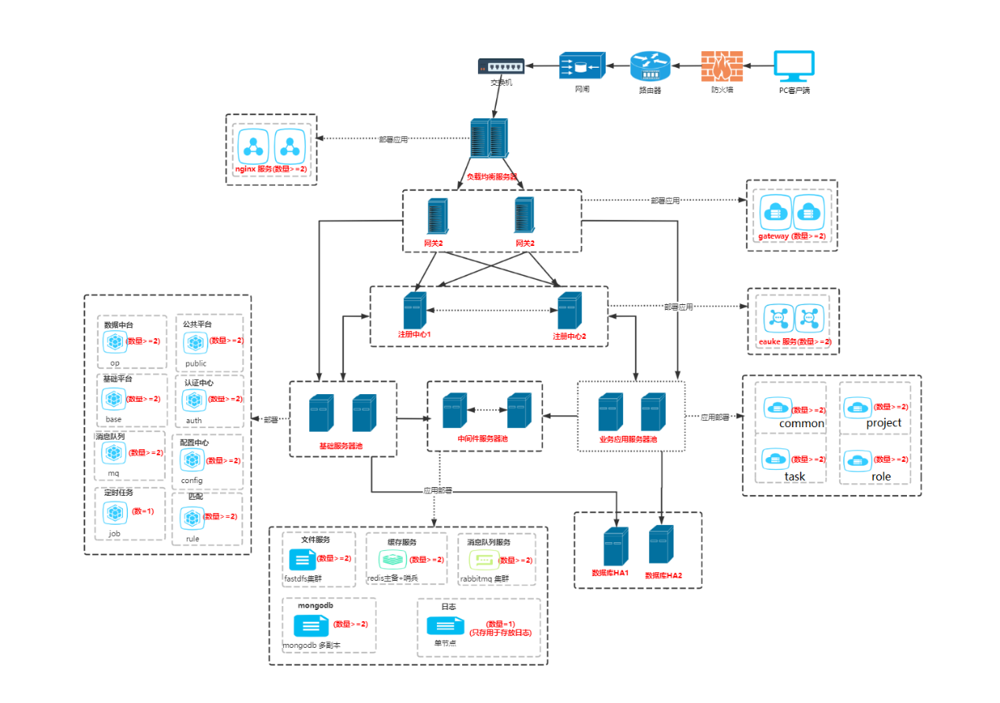 交换机
网闸
路由器
防火墙
PC客户端
部署应用
nginx 服务(数量>=2)
负载均衡服务器
部署应用
网关2
网关2
gateway (数量>=2)
注册中心1
注册中心2
部署应用
eauke 服务(数量>=2)
数据中台
(数量>=2)
op
公共平台
(数量>=2)
public
基础平台
(数量>=2)
base
认证中心
(数量>=2)
auth
消息队列
(数量>=2)
mq
配置中心
(数量>=2)
config
定时任务
(数=1)
job
匹配
(数量>=2)
rule
部署
基础服务器池
中间件服务器池
业务应用服务器池
应用部署
(数量>=2)
common
(数量>=2)
project
(数量>=2)
task
(数量>=2)
role
应用部署
文件服务
(数量>=2)
fastdfs集群
缓存服务
(数量>=2)
redis主备+哨兵
消息队列服务
(数量>=2)
rabbitmq 集群
mongodb
(数量>=2)
mongodb 多副本
日志
(数量=1)
(只存用于存放日志)
单节点
数据库HA1
数据库HA2